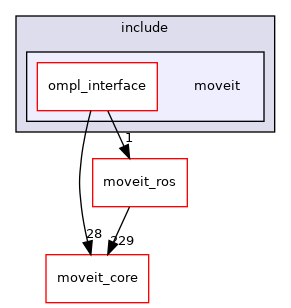 include
ompl_interface
moveit
1
moveit_ros
28
229
moveit_core